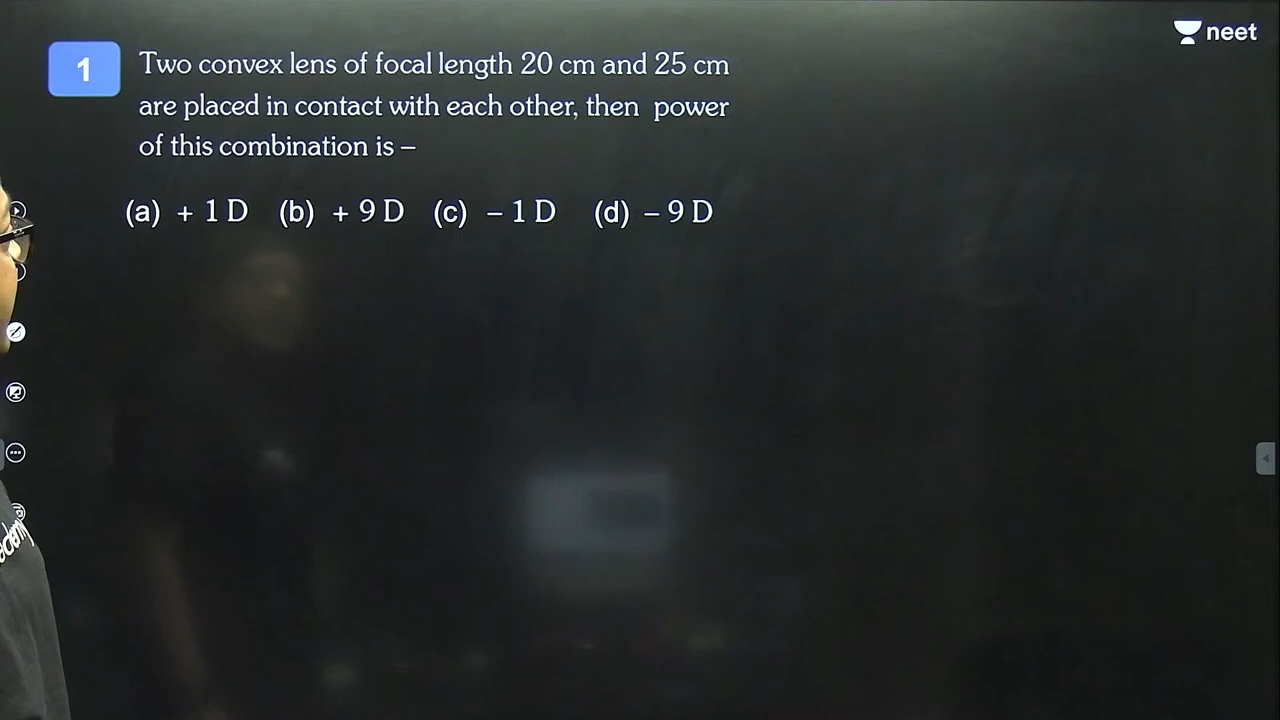 neet
1
Two convex lens of focal length 20 cm and 25 cm
are placed in contact with each other, then power
of this combination is –
(a) + 1 D (b) + 9 D (c) – 1 D (d) – 9 D